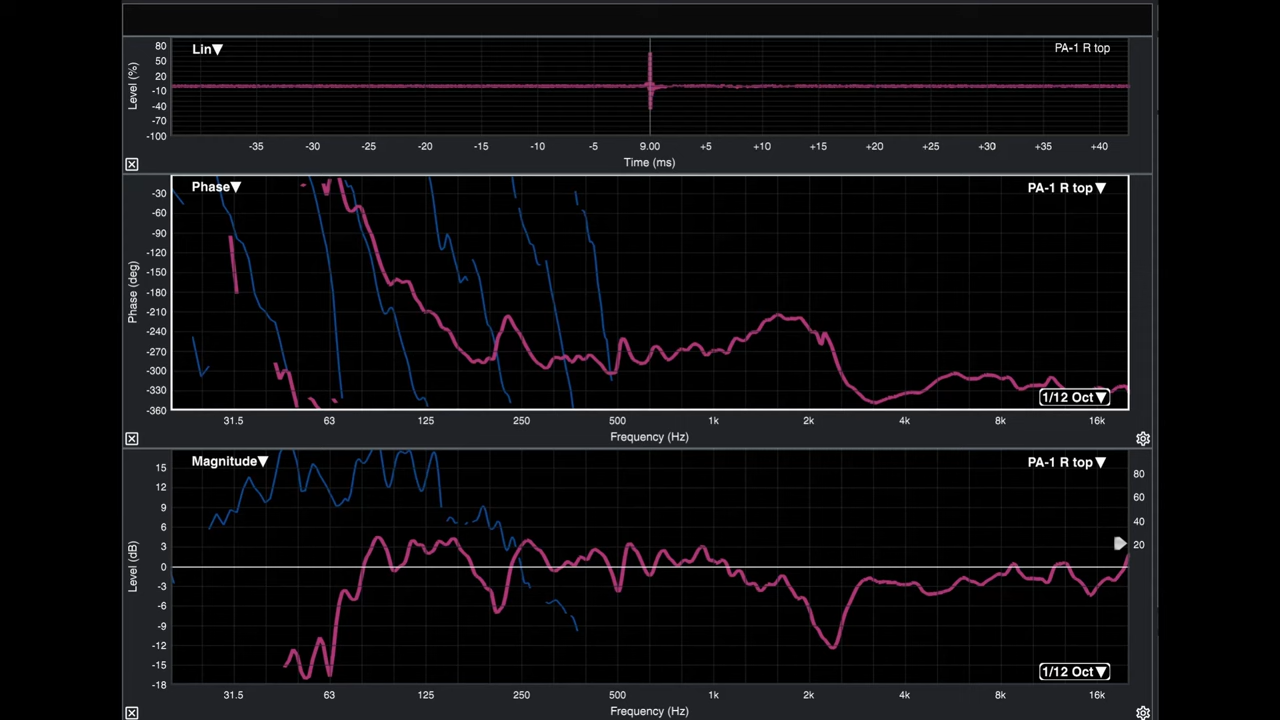 Lin▼ PA-1 R top
80
50
20
-10
-40
-70
-100
Level (%)
-35 -30 -25 -20 -15 -10 -5 9.00 +5 +10 +15 +20 +25 +30 +35 +40
Time (ms)
Phase▼ PA-1 R top▼
-30
-60
-90
-120
-150
-180
-210
-240
-270
-300
-330
-360
Phase (deg)
1/12 Oct▼
31.5 63 125 250 500 1k 2k 4k 8k 16k
Frequency (Hz)
Magnitude▼ PA-1 R top▼
15
12
9
6
3
0
-3
-6
-9
-12
-15
-18
Level (dB)
80
60
40
20
1/12 Oct▼
31.5 63 125 250 500 1k 2k 4k 8k 16k
Frequency (Hz)